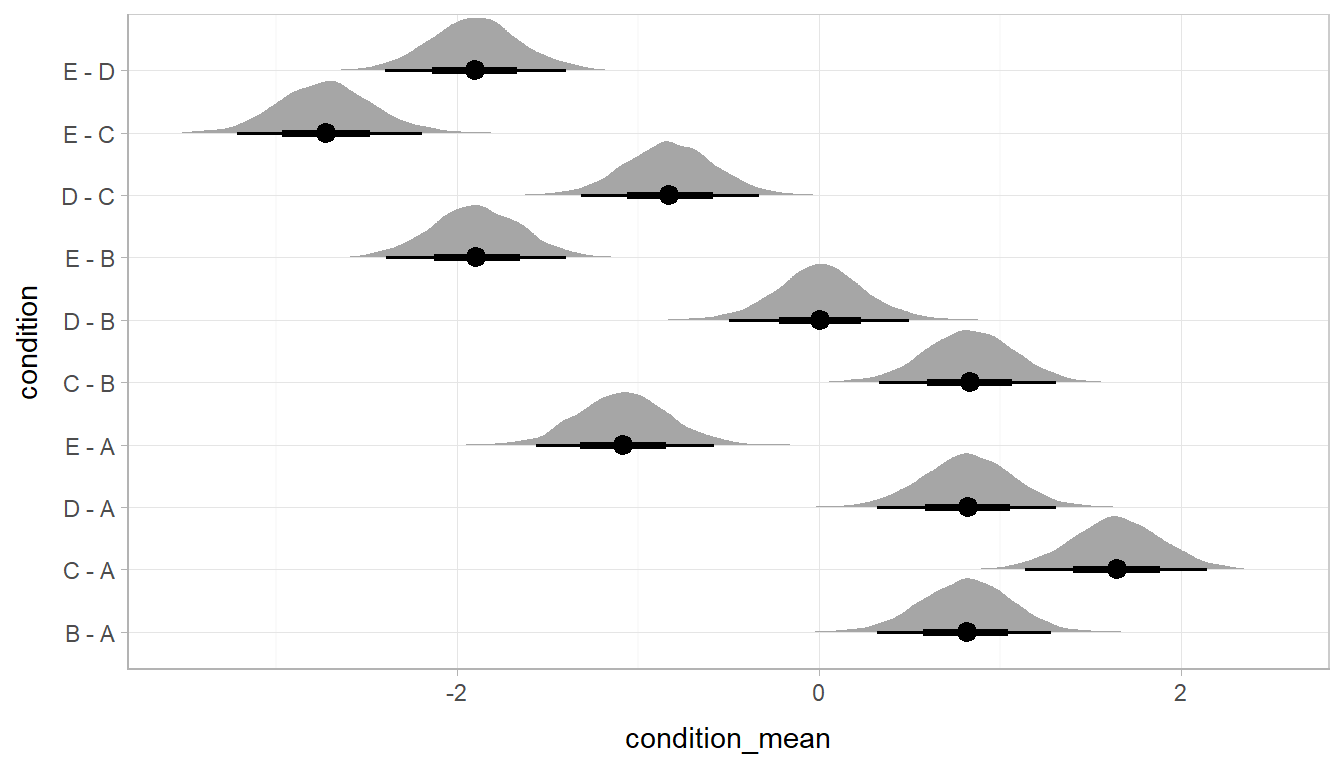 E - D
E - C
D - C
E - B
D - B
C - B
E - A
D - A
C - A
B - A
condition
-2 0 2
condition_mean